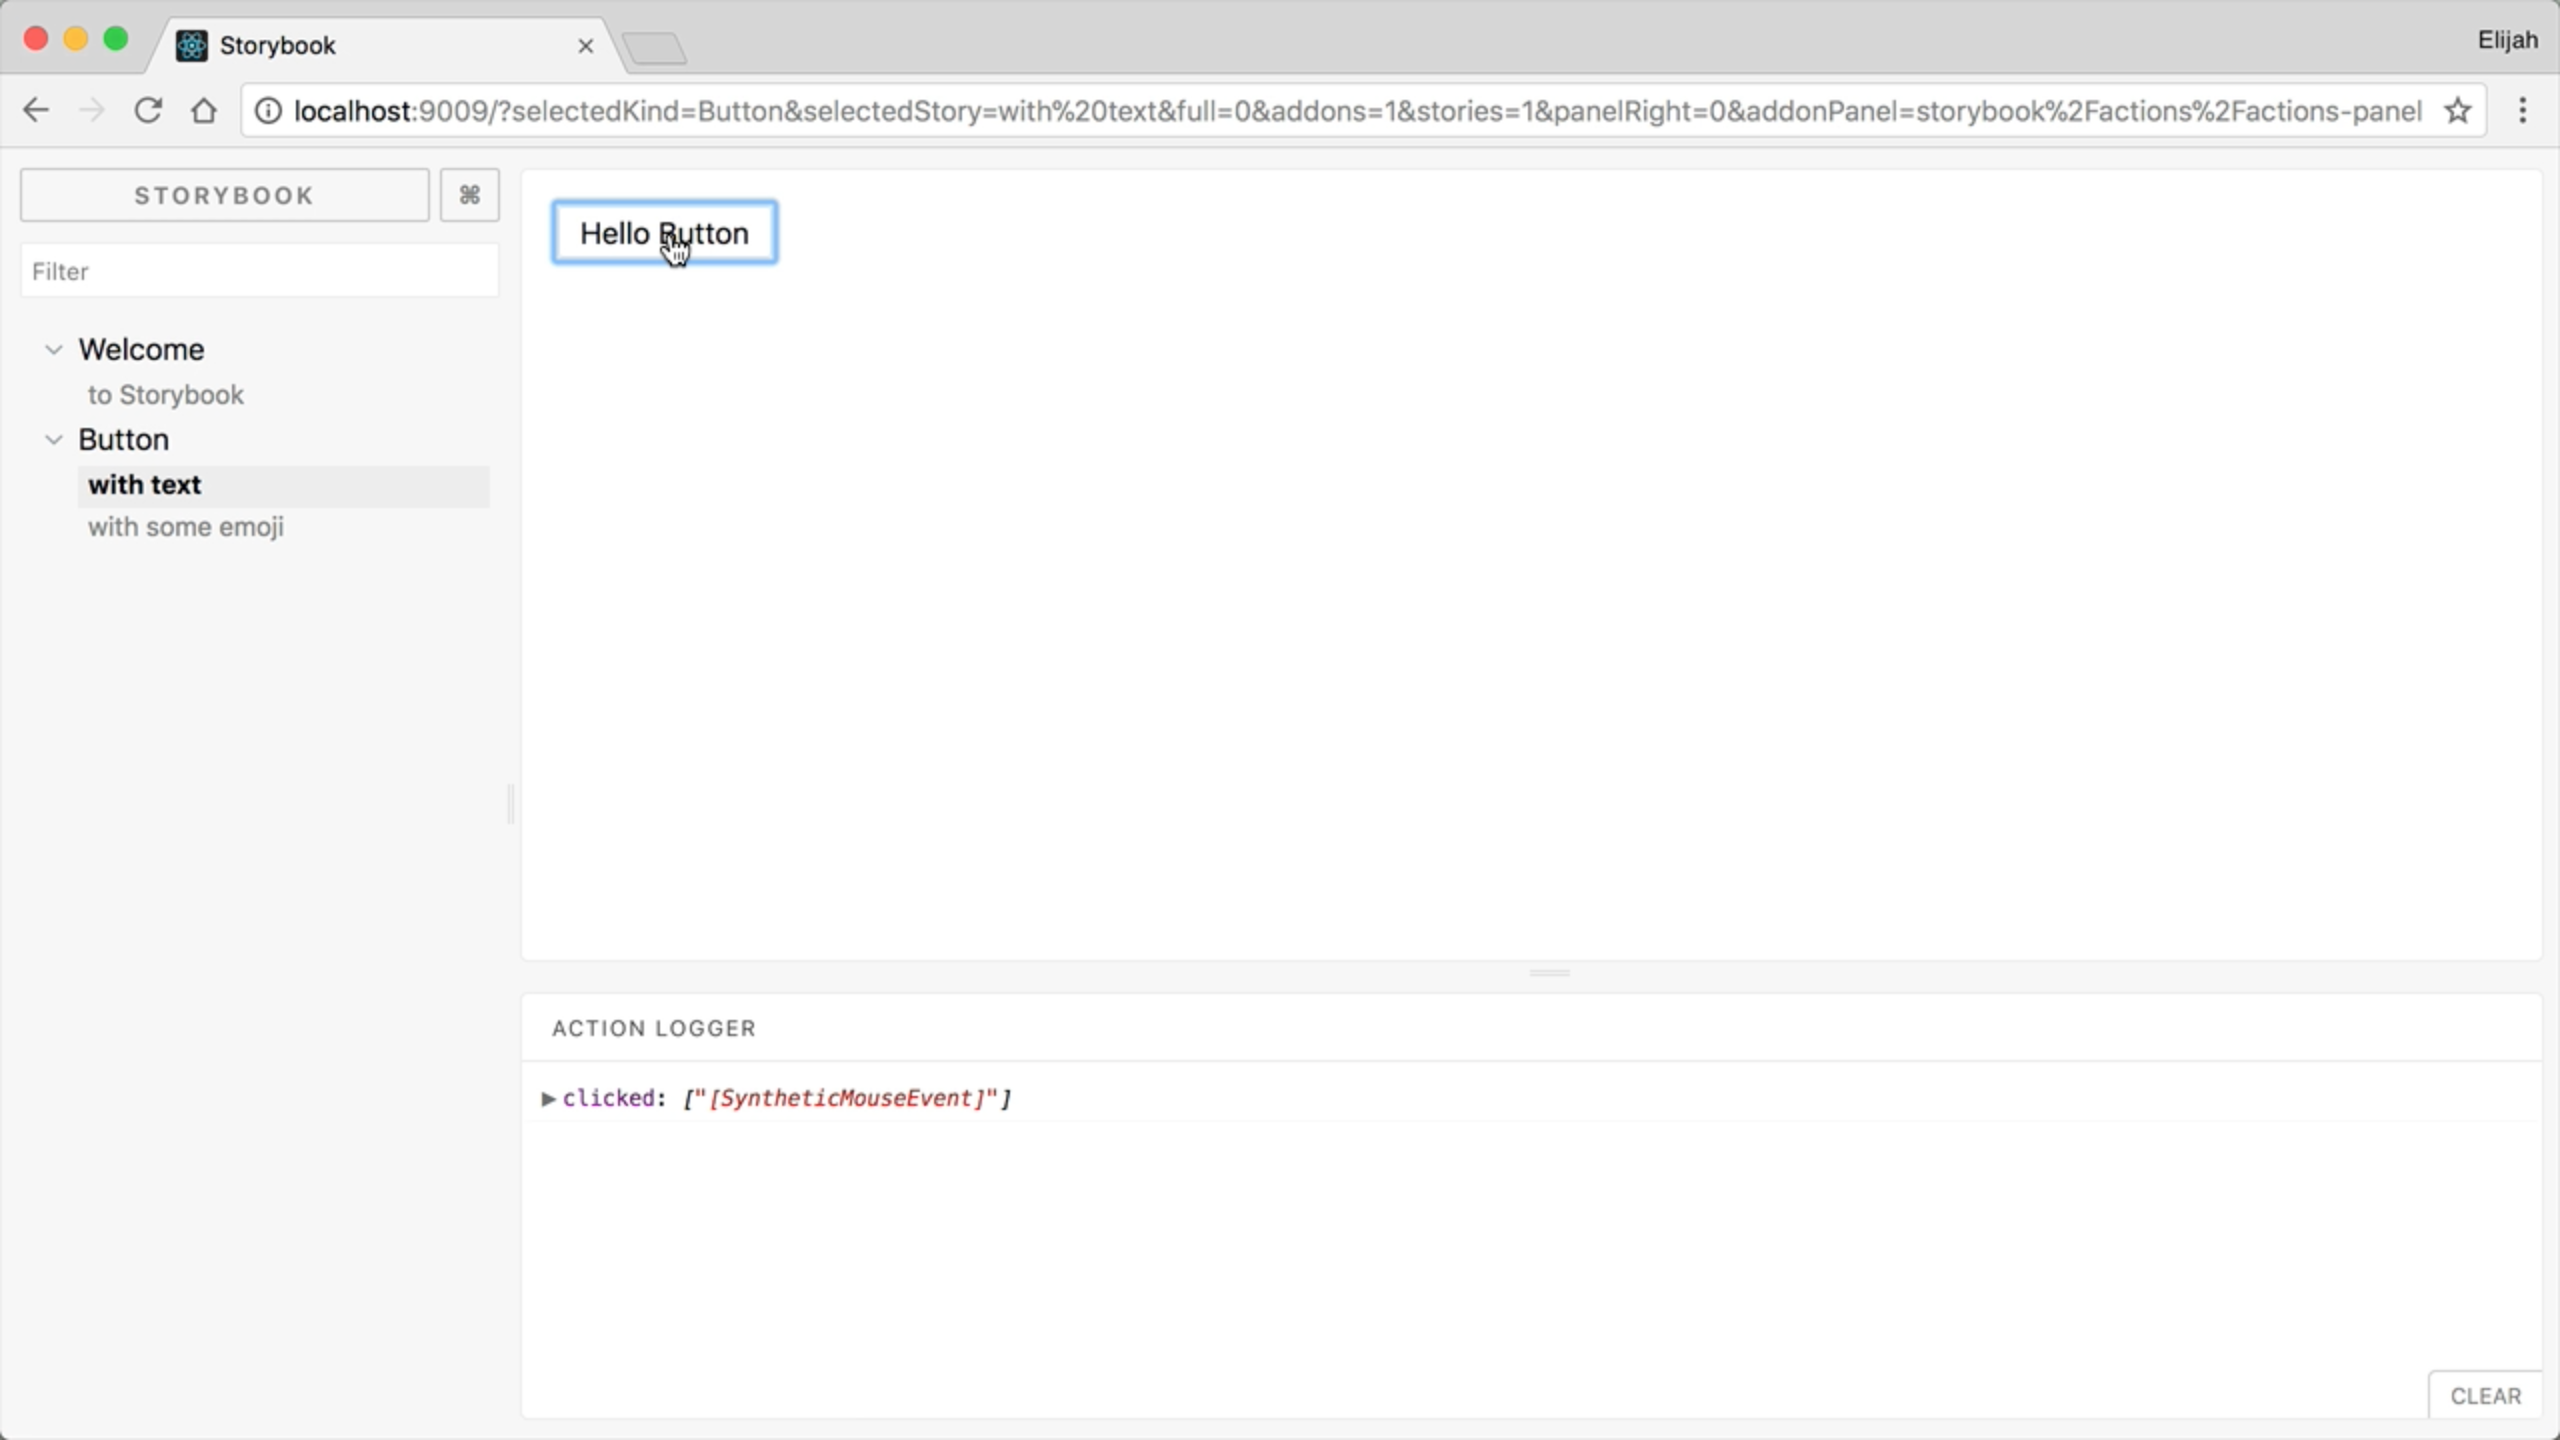 Storybook
Elijah
localhost:9009/?selectedKind=Button&selectedStory=with%20text&full=0&addons=1&stories=1&panelRight=0&addonPanel=storybook%2Factions%2Factions-panel
STORYBOOK
⌘
Filter
Welcome
to Storybook
Button
with text
with some emoji
Hello Button
ACTION LOGGER
clicked: ["[SyntheticMouseEvent]"]
CLEAR